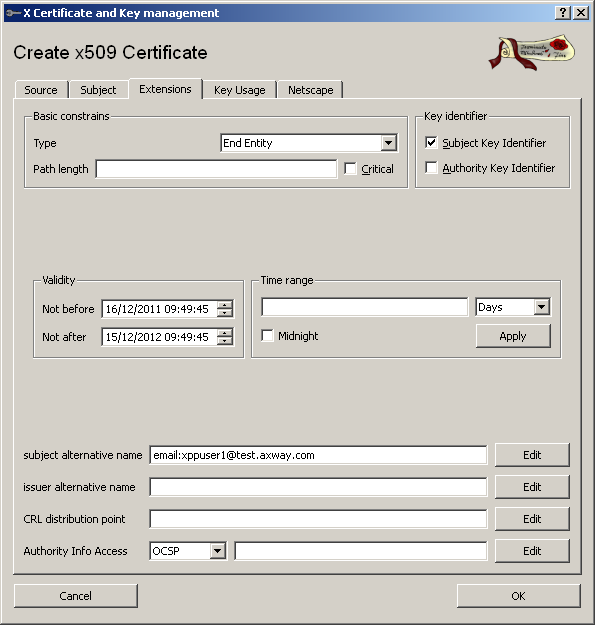 X Certificate and Key management
Create x509 Certificate
Source Subject Extensions Key Usage Netscape
Basic constrains
Type End Entity
Path length Critical
Key identifier
Subject Key Identifier
Authority Key Identifier
Validity
Not before 16/12/2011 09:49:45
Not after 15/12/2012 09:49:45
Time range
Days
Midnight Apply
subject alternative name email:xppuser1@test.axway.com Edit
issuer alternative name Edit
CRL distribution point Edit
Authority Info Access OCSP Edit
Cancel OK